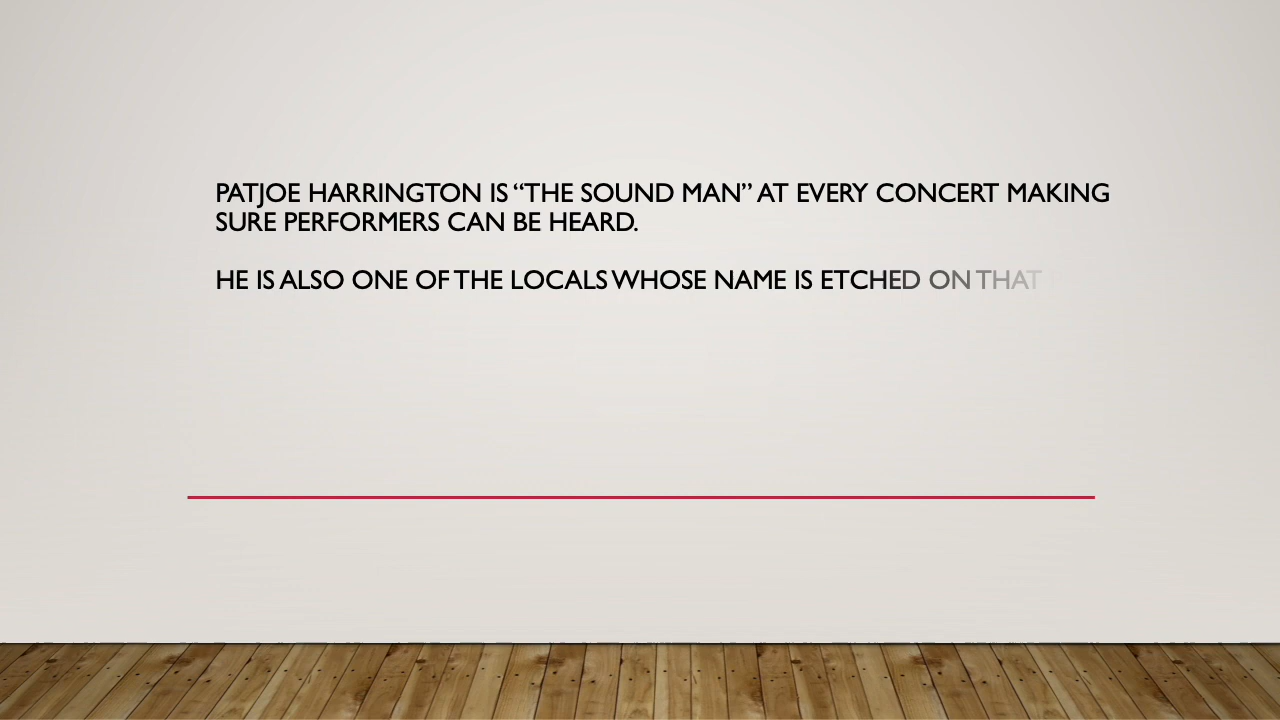 PATJOE HARRINGTON IS “THE SOUND MAN” AT EVERY CONCERT MAKING
SURE PERFORMERS CAN BE HEARD.
HE IS ALSO ONE OF THE LOCALS WHOSE NAME IS ETCHED ON THAT